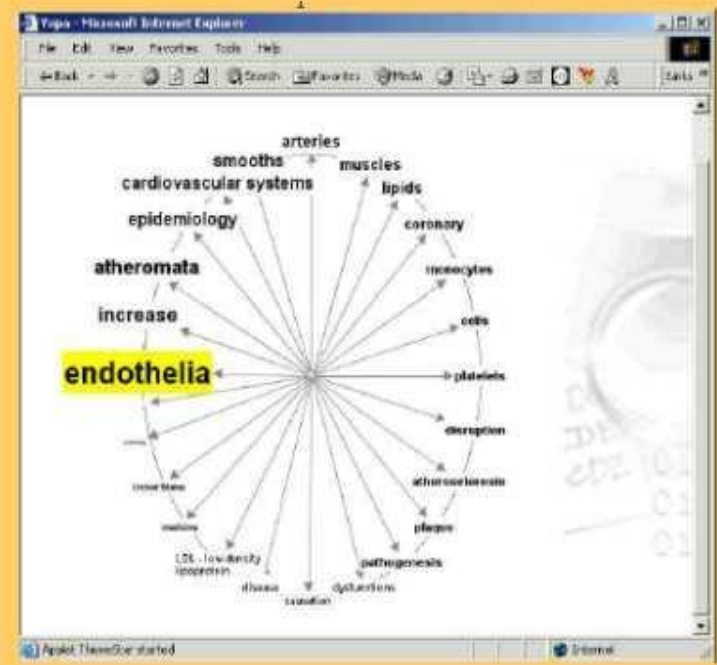 Yapa - Microsoft Internet Explorer
File Edit View Favorites Tools Help
Back Search Favorites Media Links
arteries
smooths
muscles
cardiovascular systems
lipids
epidemiology
coronary
atheromata
monocytes
increase
cells
endothelia
platelets
disruption
atherosclerosis
plaque
LDL - low density
lipoprotein
pathogenesis
disease
dysfunctions
causation
Applet ThemeStar started
Internet